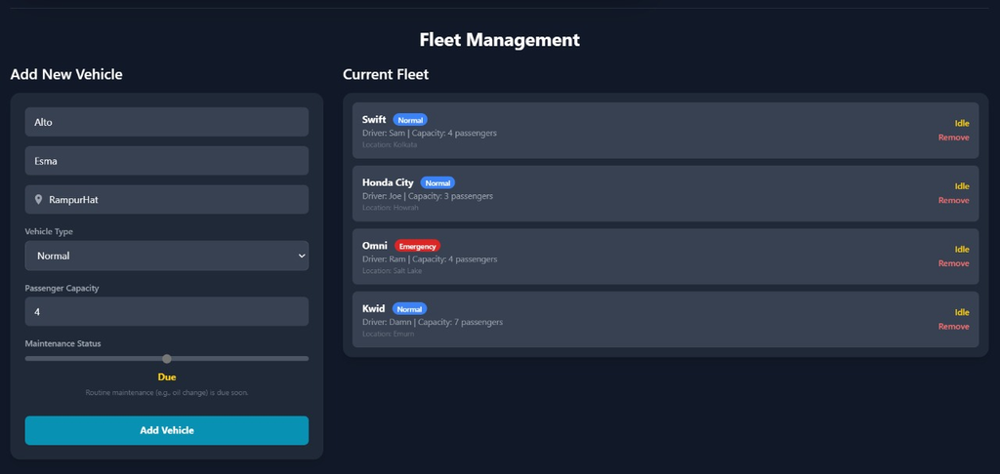 Fleet Management
Add New Vehicle
Alto
Esma
RampurHat
Vehicle Type
Normal
Passenger Capacity
4
Maintenance Status
Due
Routine maintenance (e.g., oil change) is due soon.
Add Vehicle
Current Fleet
Swift Normal
Driver: Sam | Capacity: 4 passengers
Location: Kolkata
Idle
Remove
Honda City Normal
Driver: Joe | Capacity: 3 passengers
Location: Howrah
Idle
Remove
Omni Emergency
Driver: Ram | Capacity: 4 passengers
Location: Salt Lake
Idle
Remove
Kwid Normal
Driver: Damn | Capacity: 7 passengers
Location:
Idle
Remove